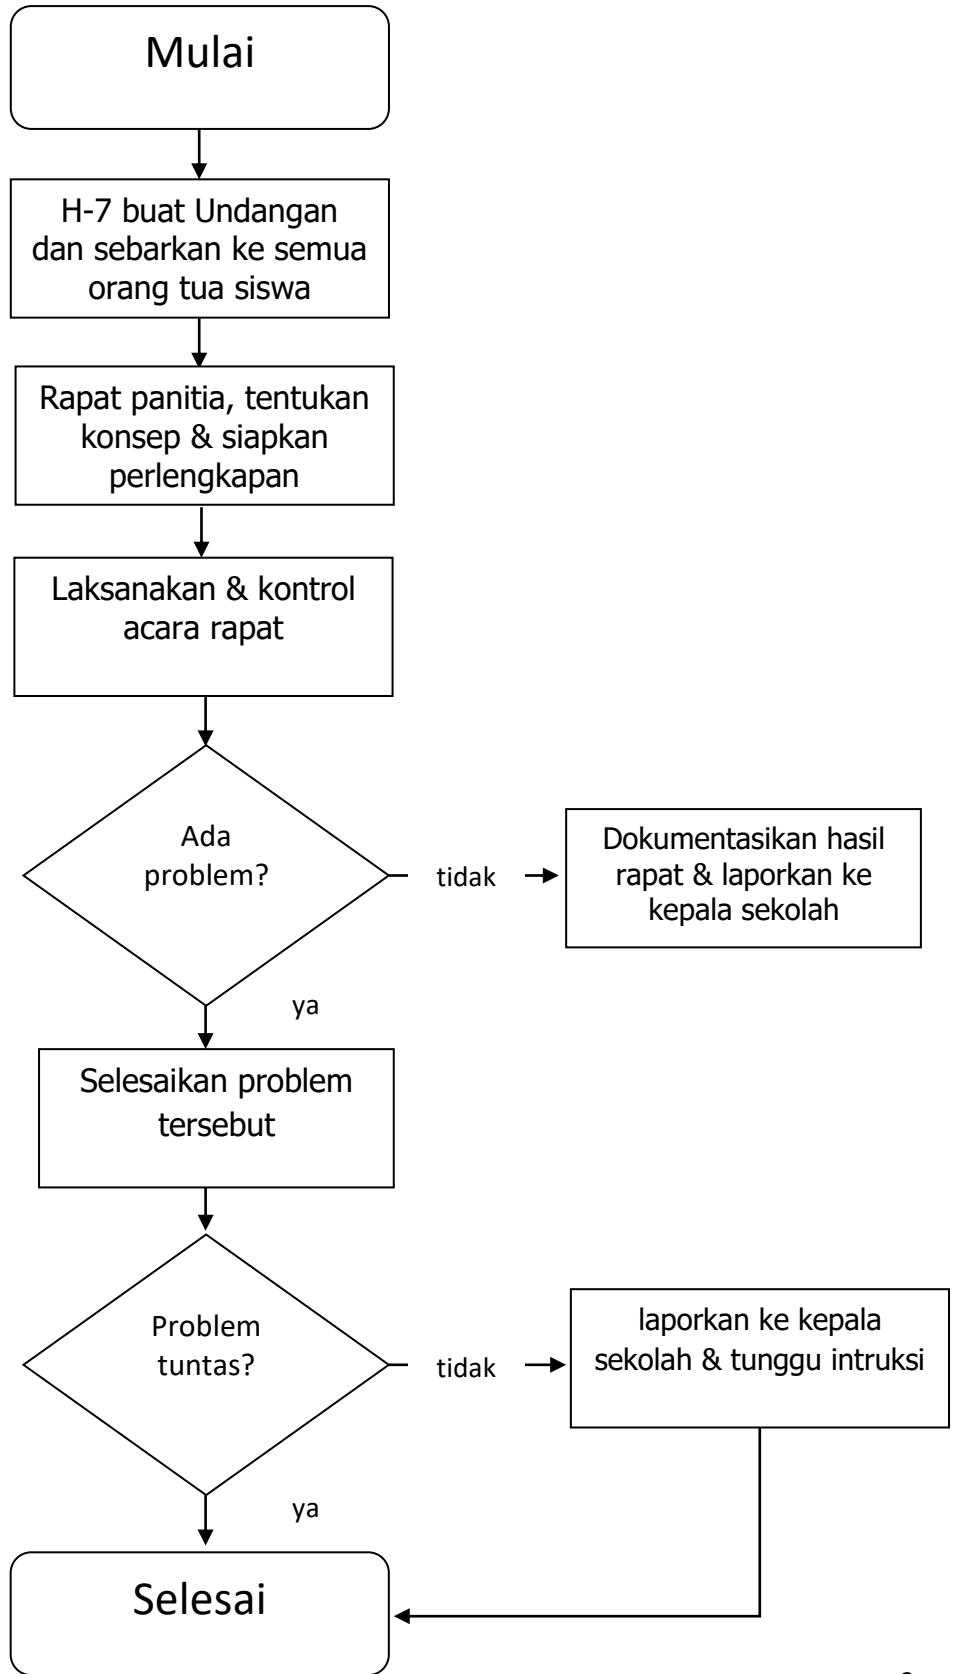 Mulai
H-7 buat Undangan
dan sebarkan ke semua
orang tua siswa
Rapat panitia, tentukan
konsep & siapkan
perlengkapan
Laksanakan & kontrol
acara rapat
Ada
problem?
tidak
Dokumentasikan hasil
rapat & laporkan ke
kepala sekolah
ya
Selesaikan problem
tersebut
Problem
tuntas?
tidak
laporkan ke kepala
sekolah & tunggu intruksi
ya
Selesai